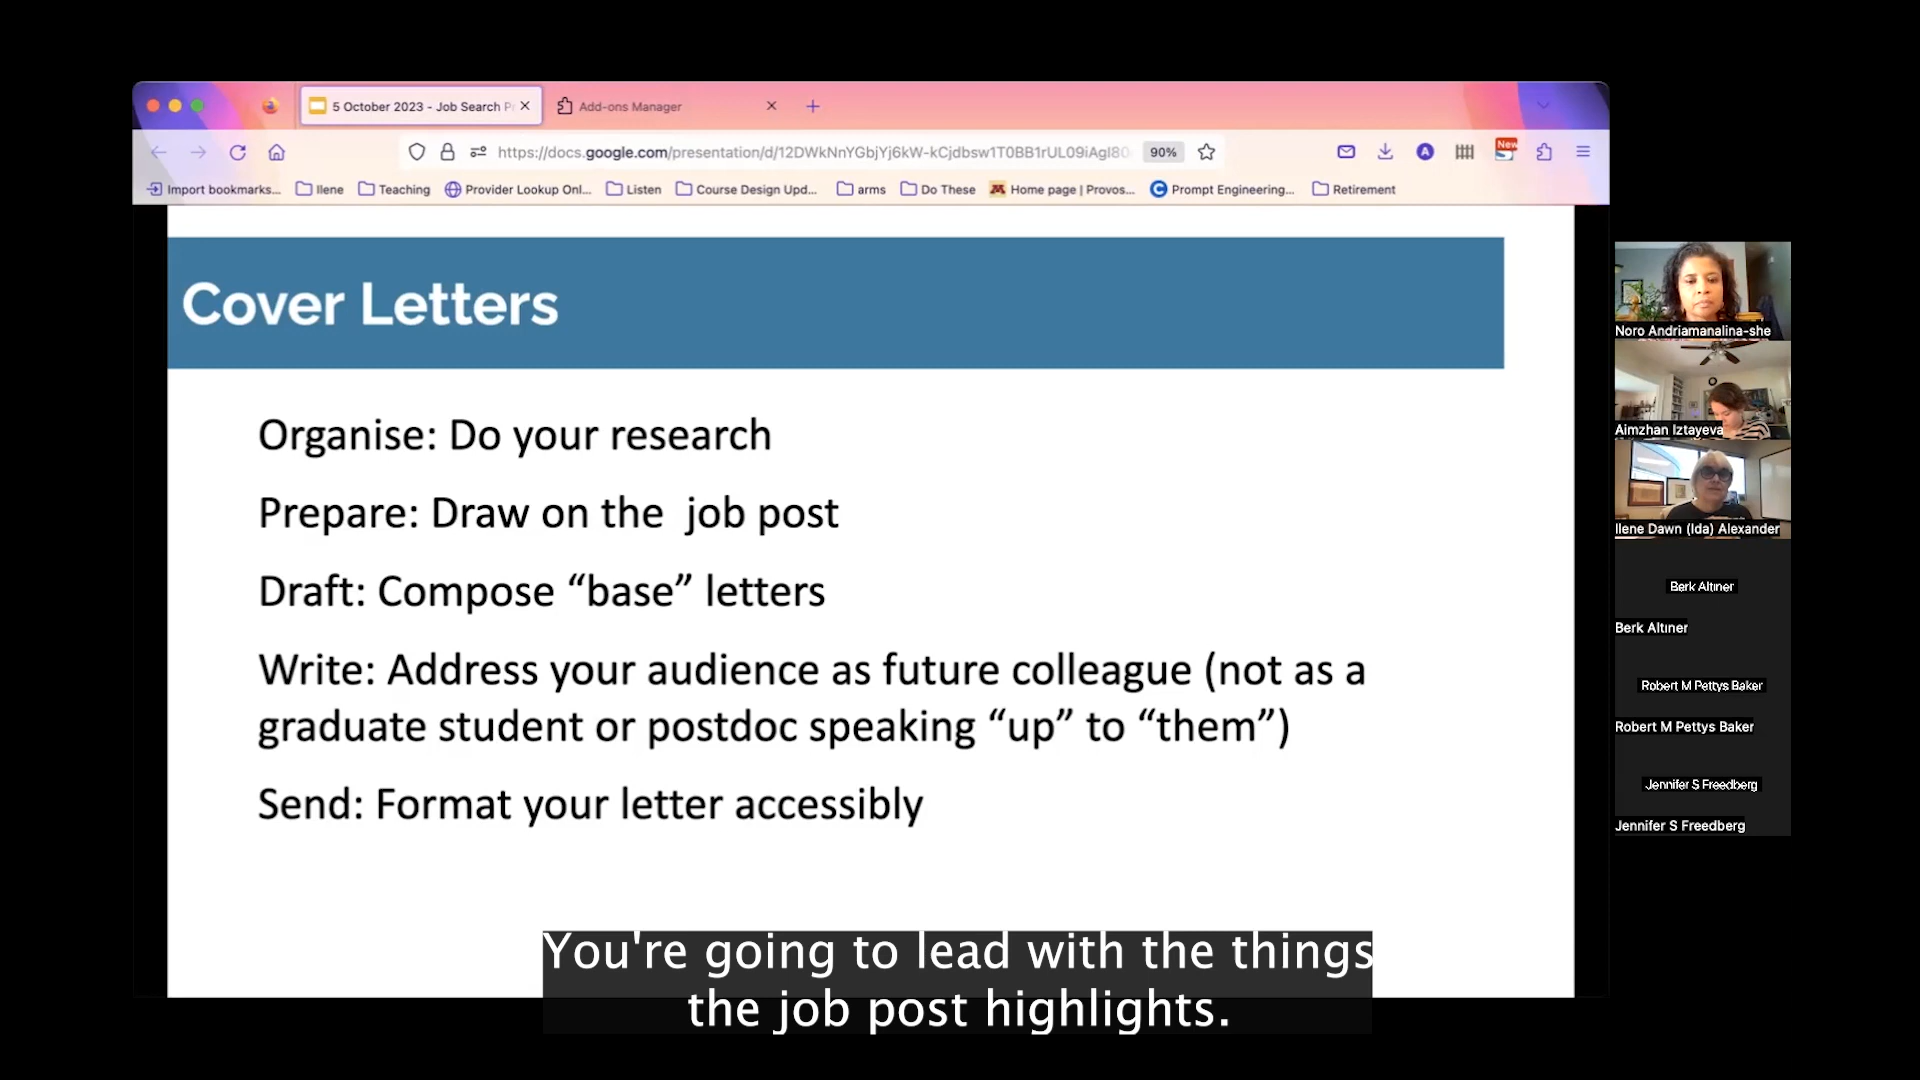 5 October 2023 - Job Search P
Add-ons Manager
https://docs.google.com/presentation/d/12DWkNnYGbjYj6kW-kCjdbsw1T0BB1rUL09iAgI80
90%
A
New
Import bookmarks...
Ilene
Teaching
Provider Lookup Onl...
Listen
Course Design Upd...
arms
Do These
Home page | Provos...
Prompt Engineering...
Retirement
Cover Letters
Organise: Do your research
Prepare: Draw on the job post
Draft: Compose “base” letters
Write: Address your audience as future colleague (not as a
graduate student or postdoc speaking “up” to “them”)
Send: Format your letter accessibly
You're going to lead with the things
the job post highlights.
Noro Andriamanalina-she
Aimzhan Iztayeva
Ilene Dawn (Ida) Alexander
Berk Altıner
Berk Altıner
Robert M Pettys Baker
Robert M Pettys Baker
Jennifer S Freedberg
Jennifer S Freedberg